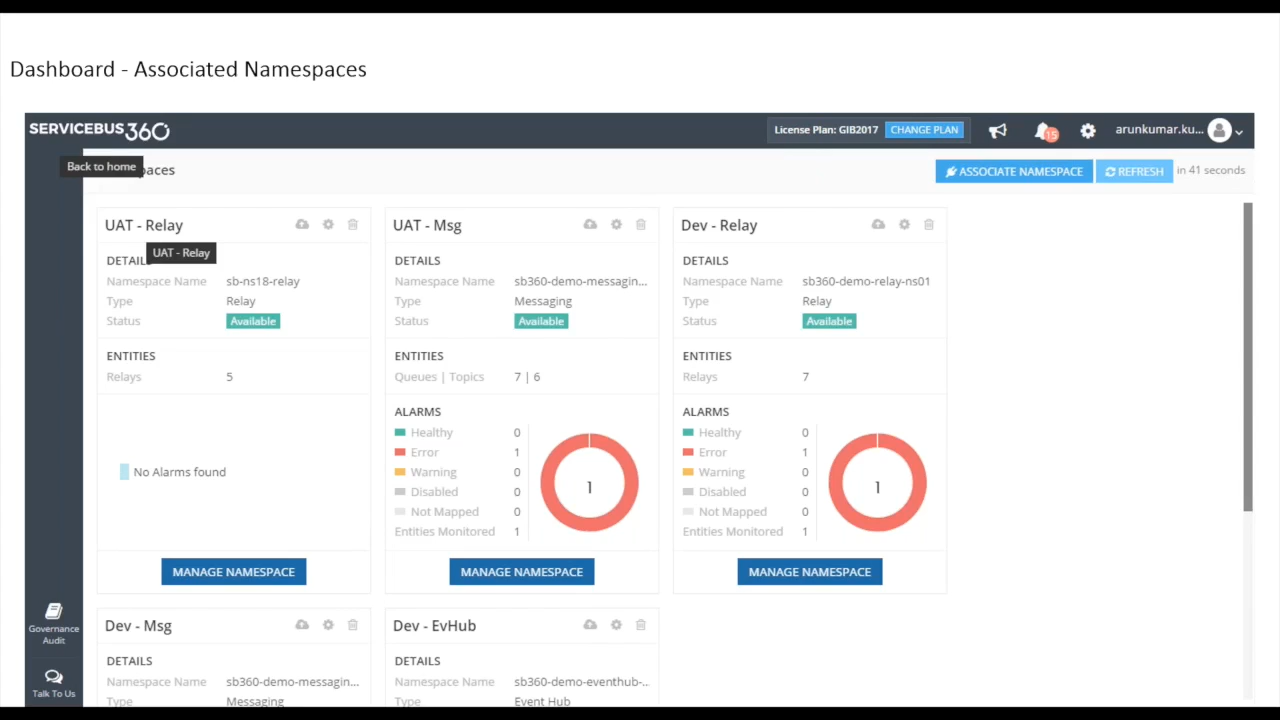 Dashboard - Associated Namespaces
SERVICEBUS360
License Plan: GIB2017 CHANGE PLAN
15
arunkumar.ku...
Back to home
paces
ASSOCIATE NAMESPACE
REFRESH
in 41 seconds
UAT - Relay
UAT - Relay
DETAIL
Namespace Name sb-ns18-relay
Type Relay
Status Available
ENTITIES
Relays 5
No Alarms found
MANAGE NAMESPACE
UAT - Msg
DETAILS
Namespace Name sb360-demo-messagin...
Type Messaging
Status Available
ENTITIES
Queues | Topics 7 | 6
ALARMS
Healthy 0
Error 1
Warning 0
Disabled 0
Not Mapped 0
Entities Monitored 1
1
MANAGE NAMESPACE
Dev - Relay
DETAILS
Namespace Name sb360-demo-relay-ns01
Type Relay
Status Available
ENTITIES
Relays 7
ALARMS
Healthy 0
Error 1
Warning 0
Disabled 0
Not Mapped 0
Entities Monitored 1
1
MANAGE NAMESPACE
Governance
Audit
Talk To Us
Dev - Msg
DETAILS
Namespace Name sb360-demo-messagin...
Type Messaging
Dev - EvHub
DETAILS
Namespace Name sb360-demo-eventhub-...
Type Event Hub